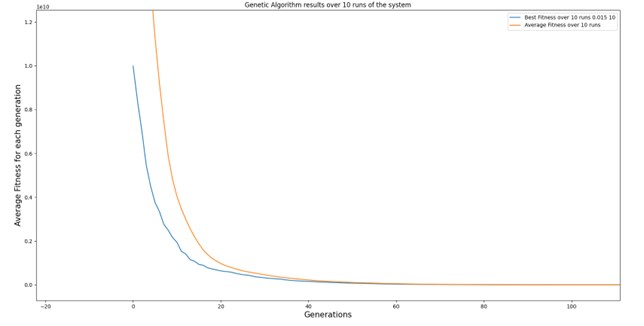 Genetic Algorithm results over 10 runs of the system
1e10
Best fitness over 10 runs 0.015 10
Average Fitness over 10 runs
1.2
1.0
0.8
0.6
0.4
0.2
0.0
Average Fitness for each generation
−20
0
20
40
60
80
100
Generations